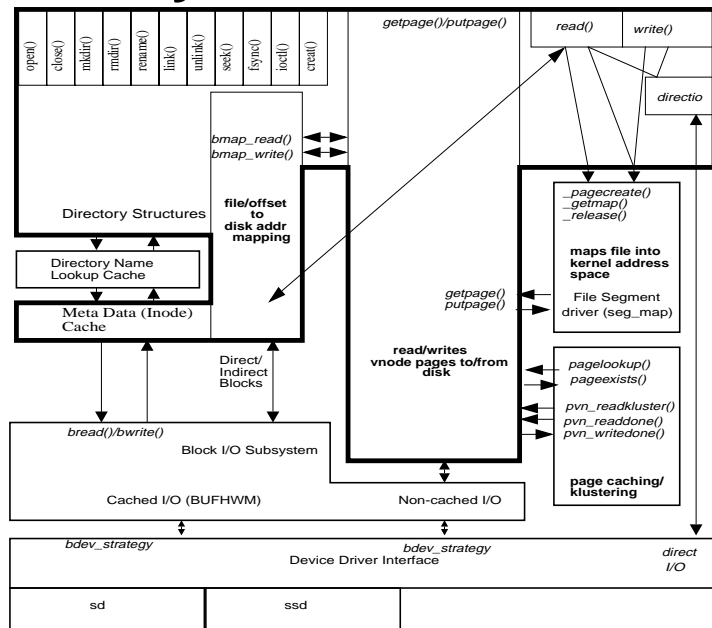 open()
close()
mkdir()
rmdir()
rename()
link()
unlink()
seek()
fsync()
ioctl()
creat()
getpage()/putpage()
read()
write()
directio
bmap_read()
bmap_write()
file/offset
to
disk addr
mapping
Directory Structures
Directory Name
Lookup Cache
Meta Data (Inode)
Cache
_pagecreate()
_getmap()
_release()
maps file into
kernel address
space
File Segment
driver (seg_map)
getpage()
putpage()
read/writes
vnode pages to/from
disk
Direct/
Indirect
Blocks
pagelookup()
pageexists()
pvn_readkluster()
pvn_readdone()
pvn_writedone()
page caching/
klustering
bread()/bwrite()
Block I/O Subsystem
Cached I/O (BUFHWM)
Non-cached I/O
bdev_strategy
bdev_strategy
Device Driver Interface
direct
I/O
sd
ssd